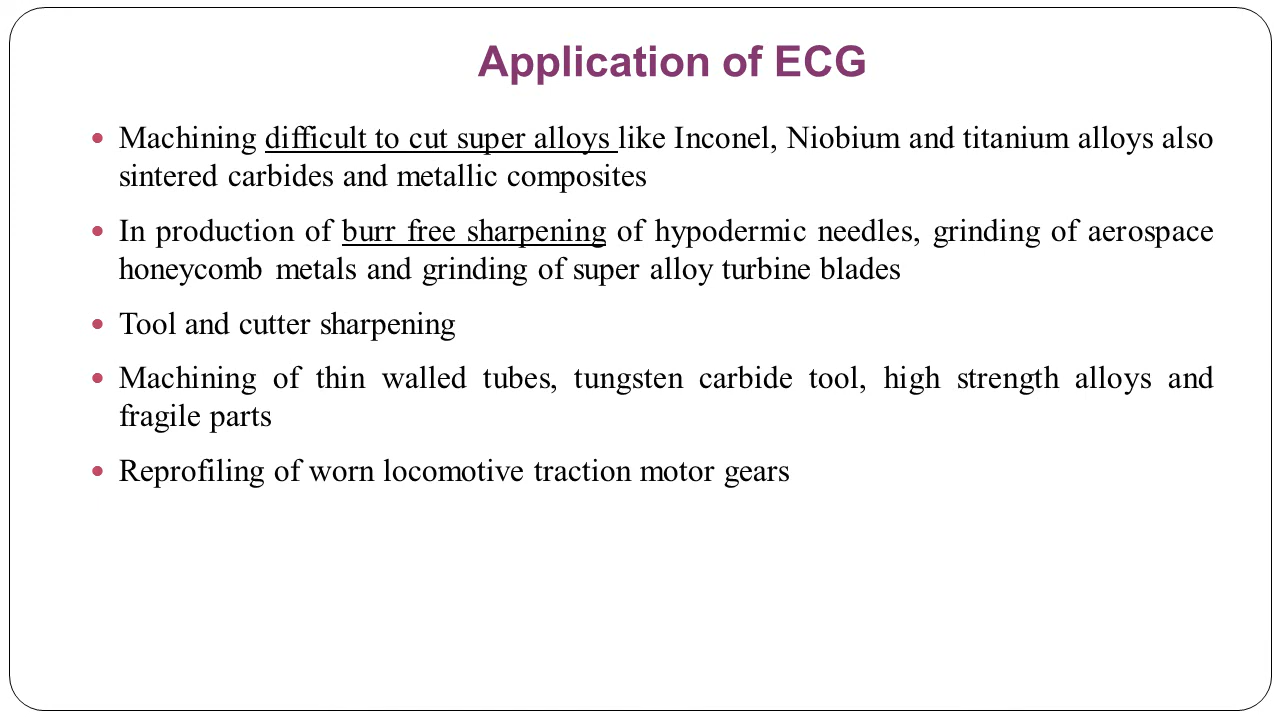 Application of ECG
• Machining difficult to cut super alloys like Inconel, Niobium and titanium alloys also
sintered carbides and metallic composites
• In production of burr free sharpening of hypodermic needles, grinding of aerospace
honeycomb metals and grinding of super alloy turbine blades
• Tool and cutter sharpening
• Machining of thin walled tubes, tungsten carbide tool, high strength alloys and
fragile parts
• Reprofiling of worn locomotive traction motor gears